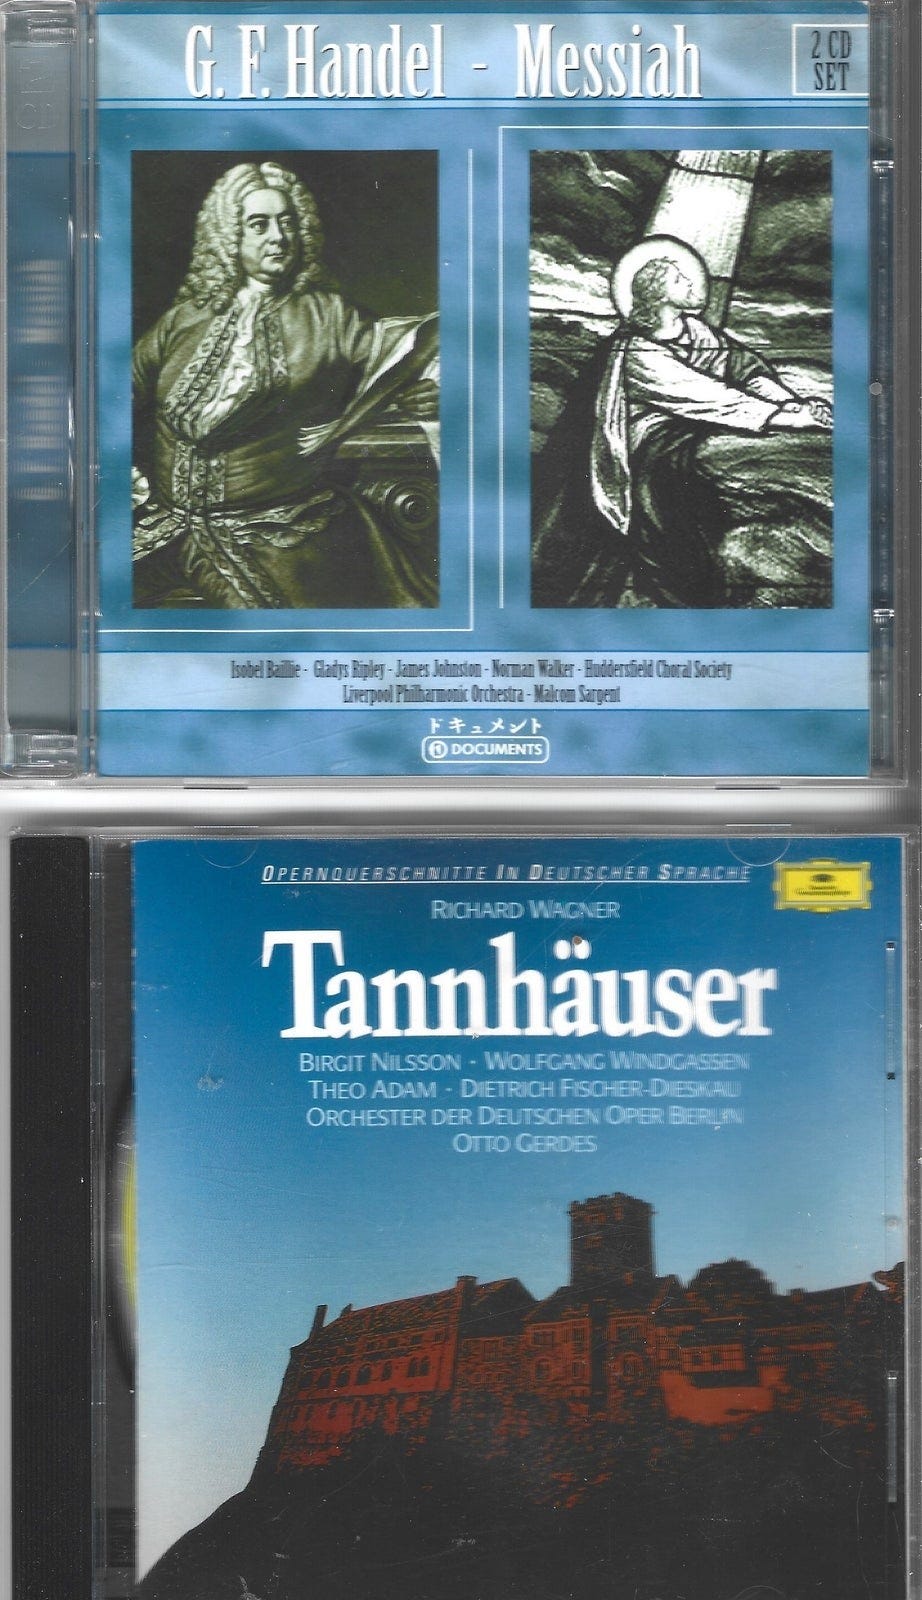 G. F. Handel - Messiah
2 CD
SET
Isobel Baillie - Gladys Ripley - James Johnston - Norman Walker - Huddersfield Choral Society
Liverpool Philharmonic Orchestra - Malcom Sargent
ドキュメント
DOCUMENTS
OPERNQUERSCHNITTE IN DEUTSCHER SPRACHE
Deutsche
Grammophon
RICHARD WAGNER
Tannhäuser
BIRGIT NILSSON · WOLFGANG WINDGASSEN
THEO ADAM · DIETRICH FISCHER-DIESKAU
ORCHESTER DER DEUTSCHEN OPER BERLIN
OTTO GERDES